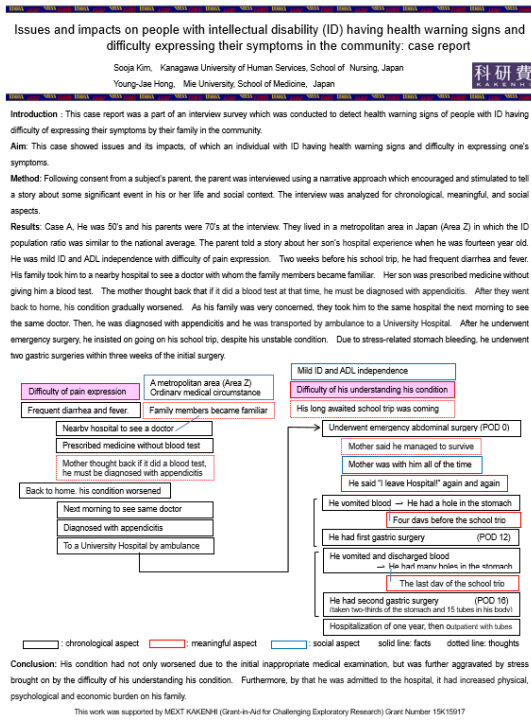 Issues and impacts on people with intellectual disability (ID) having health warning signs and
difficulty expressing their symptoms in the community: case report
Sooja Kim, Kanagawa University of Human Services, School of Nursing, Japan
Young-Jae Hong, Mie University, School of Medicine, Japan
科研費
KAKENHI
Introduction : This case report was a part of an interview survey which was conducted to detect health warning signs of people with ID having
difficulty of expressing their symptoms by their family in the community.
Aim: This case showed issues and its impacts, of which an individual with ID having health warning signs and difficulty in expressing one's
symptoms.
Method: Following consent from a subject's parent, the parent was interviewed using a narrative approach which encouraged and stimulated to tell
a story about some significant event in his or her life and social context. The interview was analyzed for chronological, meaningful, and social
aspects.
Results: Case A, He was 50's and his parents were 70's at the interview. They lived in a metropolitan area in Japan (Area Z) in which the ID
population ratio was similar to the national average. The parent told a story about her son's hospital experience when he was fourteen year old.
He was mild ID and ADL independence with difficulty of pain expression. Two weeks before his school trip, he had frequent diarrhea and fever.
His family took him to a nearby hospital to see a doctor with whom the family members became familiar. Her son was prescribed medicine without
giving him a blood test. The mother thought back that if it did a blood test at that time, he must be diagnosed with appendicitis. After they went
back to home, his condition gradually worsened. As his family was very concerned, they took him to the same hospital the next morning to see
the same doctor. Then, he was diagnosed with appendicitis and he was transported by ambulance to a University Hospital. After he underwent
emergency surgery, he insisted on going on his school trip, despite his unstable condition. Due to stress-related stomach bleeding, he underwent
two gastric surgeries within three weeks of the initial surgery.
Difficulty of pain expression
A metropolitan area (Area Z)
Ordinary medical circumstance
Mild ID and ADL independence
Difficulty of his understanding his condition
Frequent diarrhea and fever.
Family members became familiar
His long awaited school trip was coming
Nearby hospital to see a doctor
Prescribed medicine without blood test
Mother thought back if it did a blood test,
he must be diagnosed with appendicitis
Back to home, his condition worsened
Next morning to see same doctor
Diagnosed with appendicitis
To a University Hospital by ambulance
Underwent emergency abdominal surgery (POD 0)
Mother said he managed to survive
Mother was with him all of the time
He said "I leave Hospital!" again and again
He vomited blood → He had a hole in the stomach
Four days before the school trip
He had first gastric surgery (POD 12)
He vomited and discharged blood
→ He had many holes in the stomach
The last day of the school trip
He had second gastric surgery (POD 16)
(taken two-thirds of the stomach and 15 tubes in his body)
Hospitalization of one year, then outpatient with tubes
: chronological aspect : meaningful aspect : social aspect solid line: facts dotted line: thoughts
Conclusion: His condition had not only worsened due to the initial inappropriate medical examination, but was further aggravated by stress
brought on by the difficulty of his understanding his condition. Furthermore, by that he was admitted to the hospital, it had increased physical,
psychological and economic burden on his family.
This work was supported by MEXT KAKENHI (Grant-in-Aid for Challenging Exploratory Research) Grant Number 15K15917